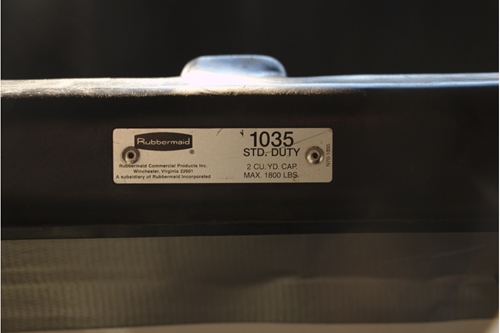 Rubbermaid
®
Rubbermaid Commercial Products Inc.
Winchester, Virginia 22601
A subsidiary of Rubbermaid Incorporated
1035
STD. DUTY
2 CU. YD. CAP.
MAX. 1800 LBS.